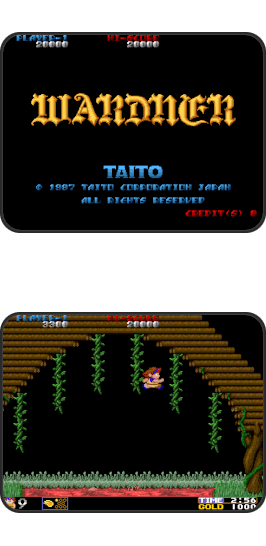 PLAYER-1 HI-SCORE
20000 20000
WARDNER
TAITO
© 1987 TAITO CORPORATION JAPAN
ALL RIGHTS RESERVED
CREDIT(S) 0
PLAYER-1 HI-SCORE
3300 20000
TIME 2:56
9 GOLD 1000